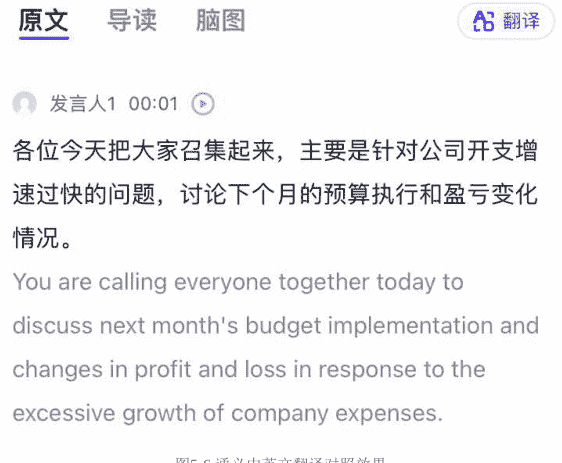 原文 导读 脑图 翻译
发言人1 00:01
各位今天把大家召集起来，主要是针对公司开支增
速过快的问题，讨论下个月的预算执行和盈亏变化
情况。
You are calling everyone together today to
discuss next month's budget implementation and
changes in profit and loss in response to the
excessive growth of company expenses.